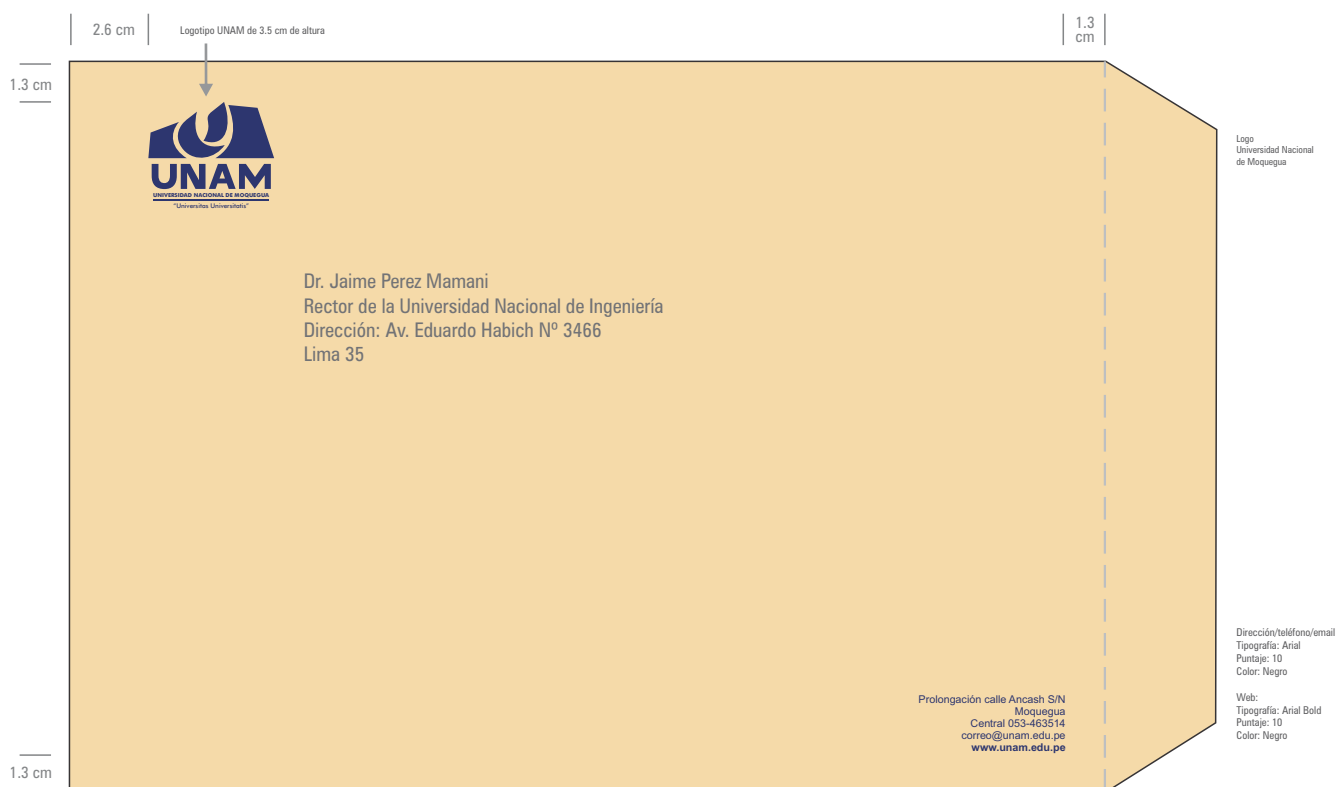 2.6 cm
Logotipo UNAM de 3.5 cm de altura
1.3
cm
1.3 cm
UNAM
UNIVERSIDAD NACIONAL DE MOQUEGUA
"Universitas Universitatis"
Logo
Universidad Nacional
de Moquegua
Dr. Jaime Perez Mamani
Rector de la Universidad Nacional de Ingeniería
Dirección: Av. Eduardo Habich Nº 3466
Lima 35
Dirección/teléfono/email
Tipografía: Arial
Puntaje: 10
Color: Negro
Web:
Tipografía: Arial Bold
Puntaje: 10
Color: Negro
Prolongación calle Ancash S/N
Moquegua
Central 053-463514
correo@unam.edu.pe
www.unam.edu.pe
1.3 cm